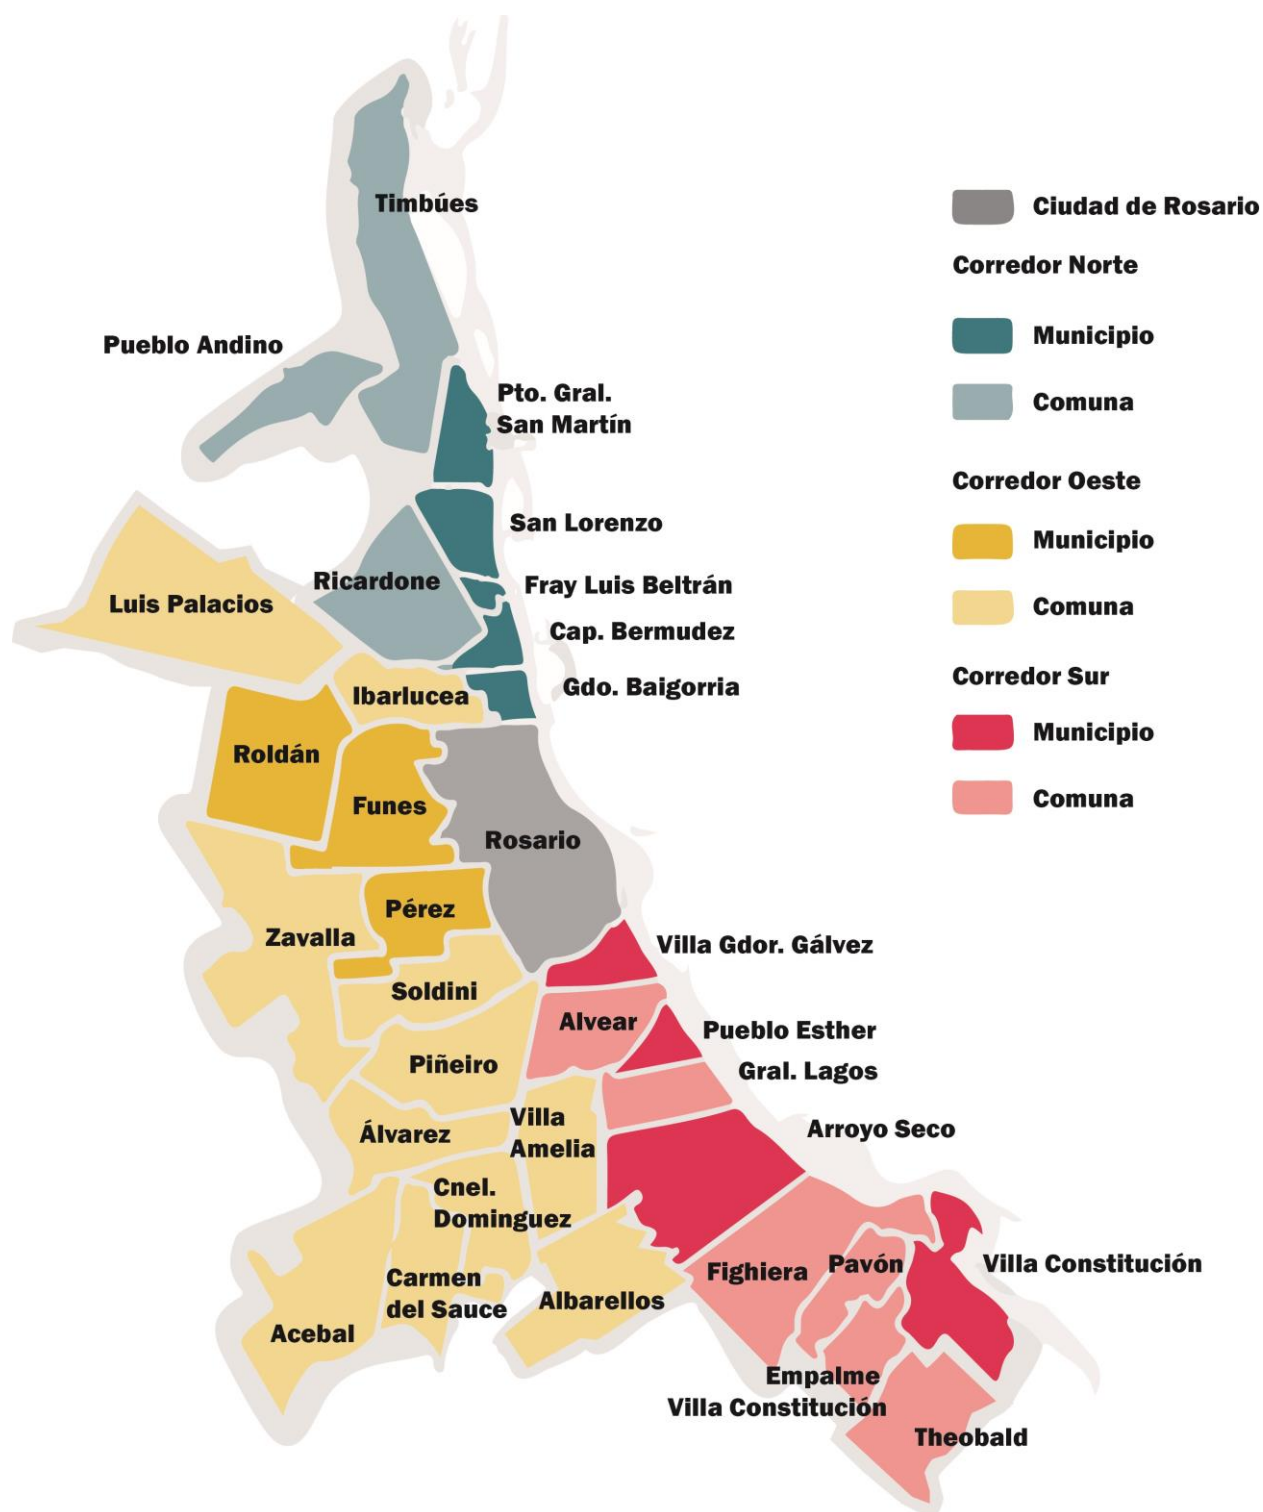 Timbúes
Pueblo Andino
Pto. Gral.
San Martín
San Lorenzo
Ricardone
Fray Luis Beltrán
Luis Palacios
Cap. Bermudez
Gdo. Baigorria
Ibarlucea
Roldán
Funes
Rosario
Pérez
Zavalla
Villa Gdor. Gálvez
Soldini
Alvear
Pueblo Esther
Piñeiro
Gral. Lagos
Villa
Amelia
Arroyo Seco
Álvarez
Cnel.
Dominguez
Fighiera
Pavón
Villa Constitución
Carmen
del Sauce
Albarellos
Acebal
Empalme
Villa Constitución
Theobald
Ciudad de Rosario
Corredor Norte
Municipio
Comuna
Corredor Oeste
Municipio
Comuna
Corredor Sur
Municipio
Comuna